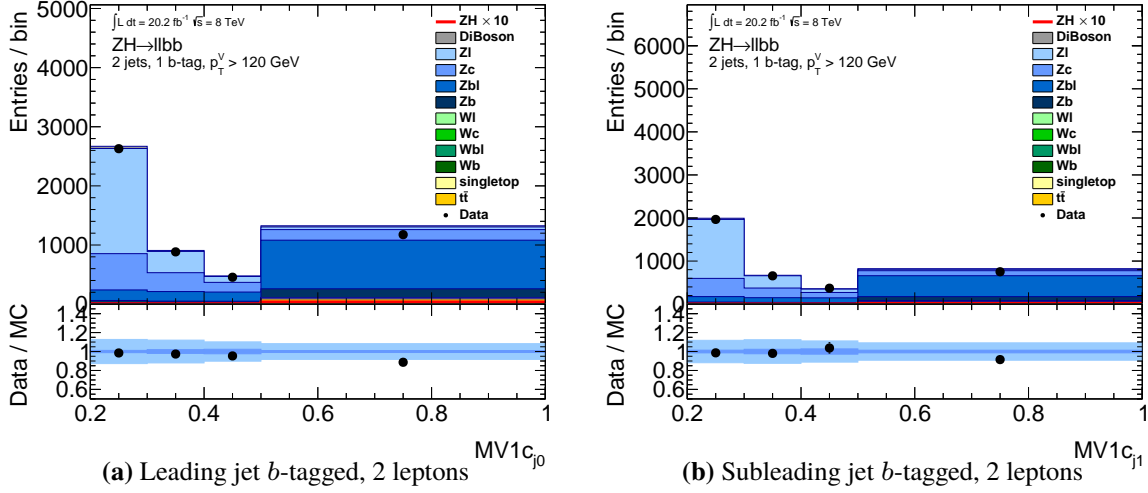 Entries / bin
5000
4000
3000
2000
1000
0
∫L dt = 20.2 fb⁻¹ √s = 8 TeV
ZH→llbb
2 jets, 1 b-tag, p_T^V > 120 GeV
ZH × 10
DiBoson
Zl
Zc
Zbl
Zb
Wl
Wc
Wbl
Wb
singletop
tt̄
Data
Data / MC
1.4
1.2
1
0.8
0.6
0.2 0.4 0.6 0.8 1
MV1c_j0
(a) Leading jet b-tagged, 2 leptons
Entries / bin
6000
5000
4000
3000
2000
1000
0
∫L dt = 20.2 fb⁻¹ √s = 8 TeV
ZH→llbb
2 jets, 1 b-tag, p_T^V > 120 GeV
ZH × 10
DiBoson
Zl
Zc
Zbl
Zb
Wl
Wc
Wbl
Wb
singletop
tt̄
Data
Data / MC
1.4
1.2
1
0.8
0.6
0.2 0.4 0.6 0.8 1
MV1c_j1
(b) Subleading jet b-tagged, 2 leptons